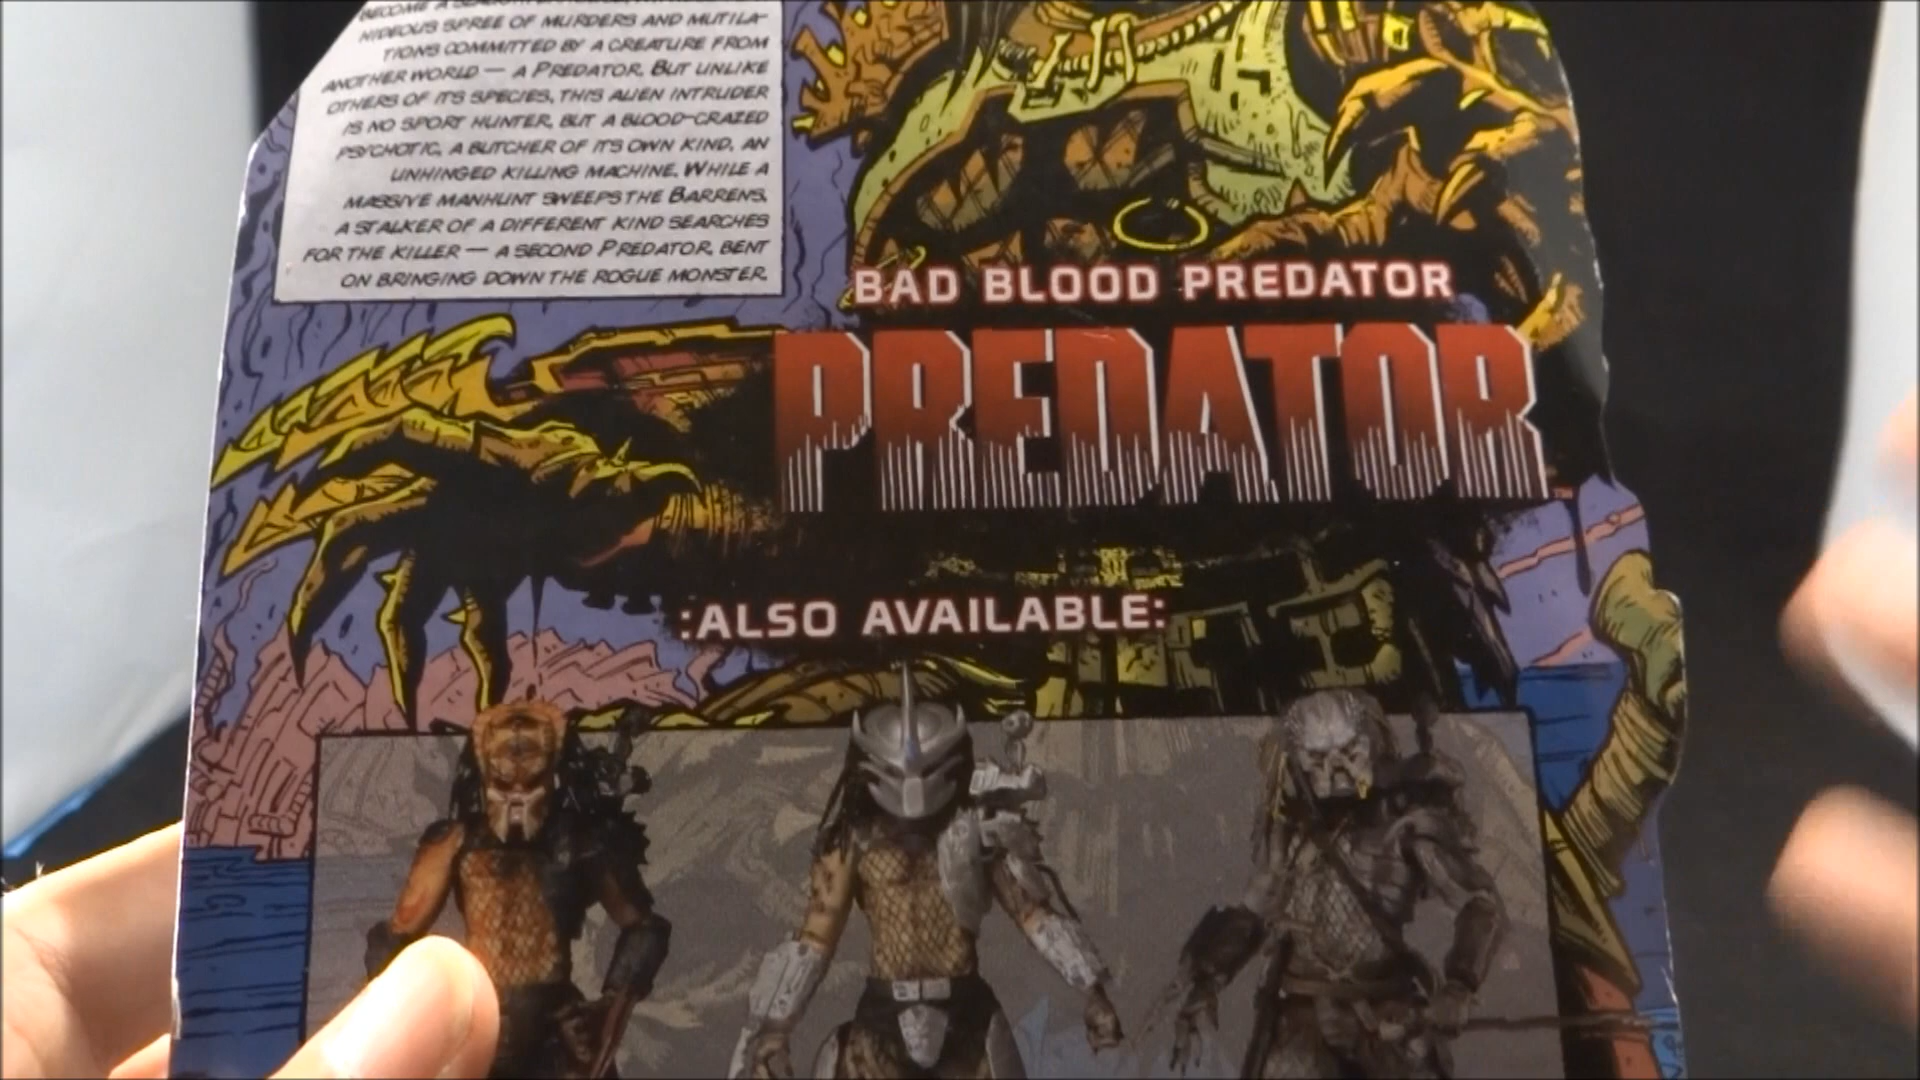 BECOME A
HIDEOUS SPREE OF MURDERS AND MUTILA-
TIONS COMMITTED BY A CREATURE FROM
ANOTHER WORLD — A PREDATOR. BUT UNLIKE
OTHERS OF ITS SPECIES, THIS ALIEN INTRUDER
IS NO SPORT HUNTER, BUT A BLOOD-CRAZED
PSYCHOTIC, A BUTCHER OF ITS OWN KIND, AN
UNHINGED KILLING MACHINE. WHILE A
MASSIVE MANHUNT SWEEPS THE BARRENS,
A STALKER OF A DIFFERENT KIND SEARCHES
FOR THE KILLER — A SECOND PREDATOR, BENT
ON BRINGING DOWN THE ROGUE MONSTER.
BAD BLOOD PREDATOR
PREDATOR™
:ALSO AVAILABLE: